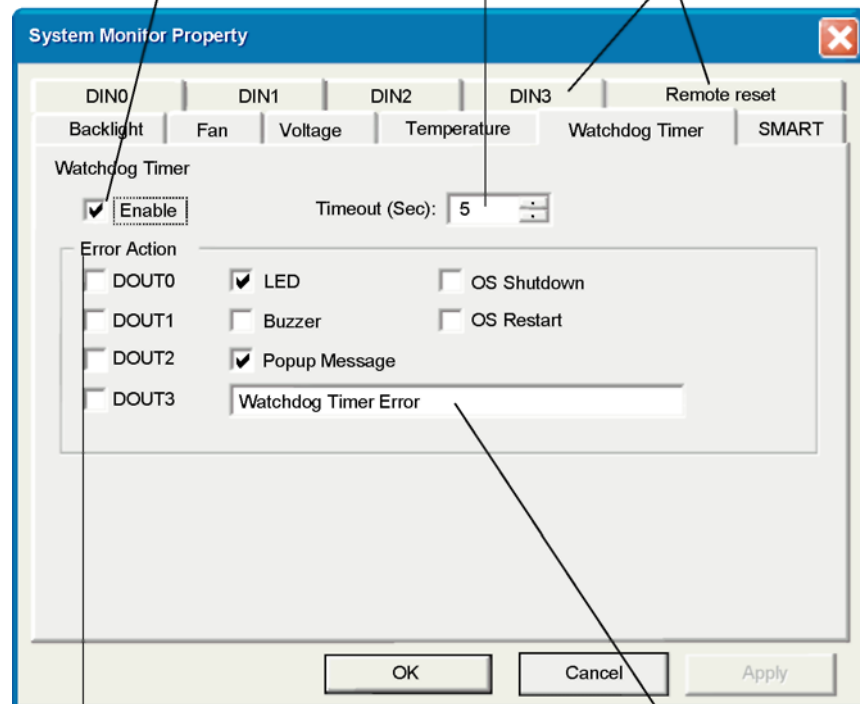 System Monitor Property
DIN0 DIN1 DIN2 DIN3 Remote reset
Backlight Fan Voltage Temperature Watchdog Timer SMART
Watchdog Timer
Enable Timeout (Sec): 5
Error Action
DOUT0 LED OS Shutdown
DOUT1 Buzzer OS Restart
DOUT2 Popup Message
DOUT3 Watchdog Timer Error
OK Cancel Apply